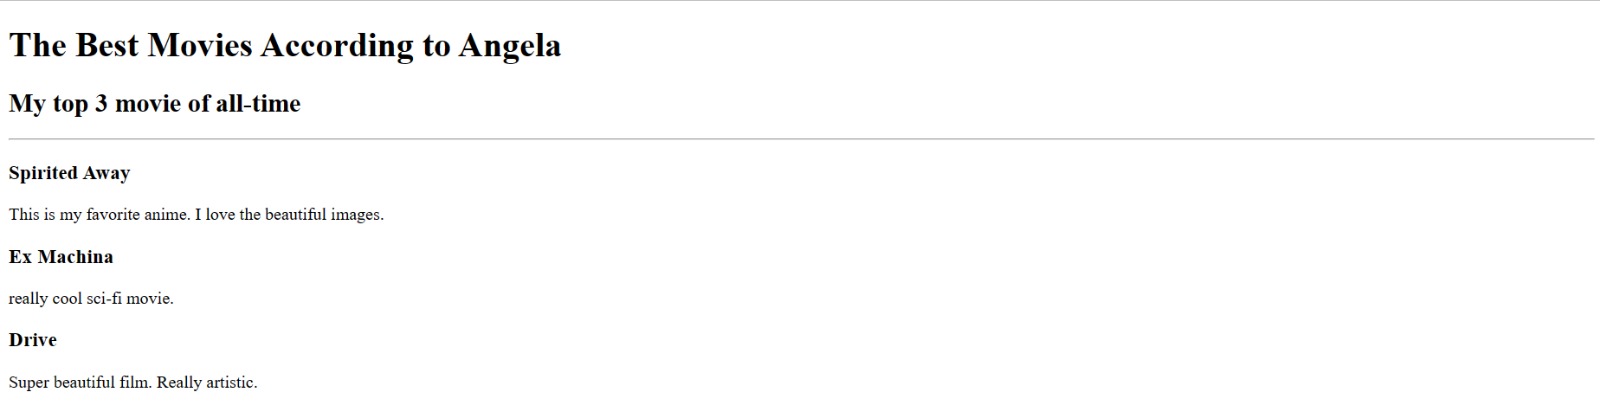 The Best Movies According to Angela
My top 3 movie of all-time
Spirited Away
This is my favorite anime. I love the beautiful images.
Ex Machina
really cool sci-fi movie.
Drive
Super beautiful film. Really artistic.